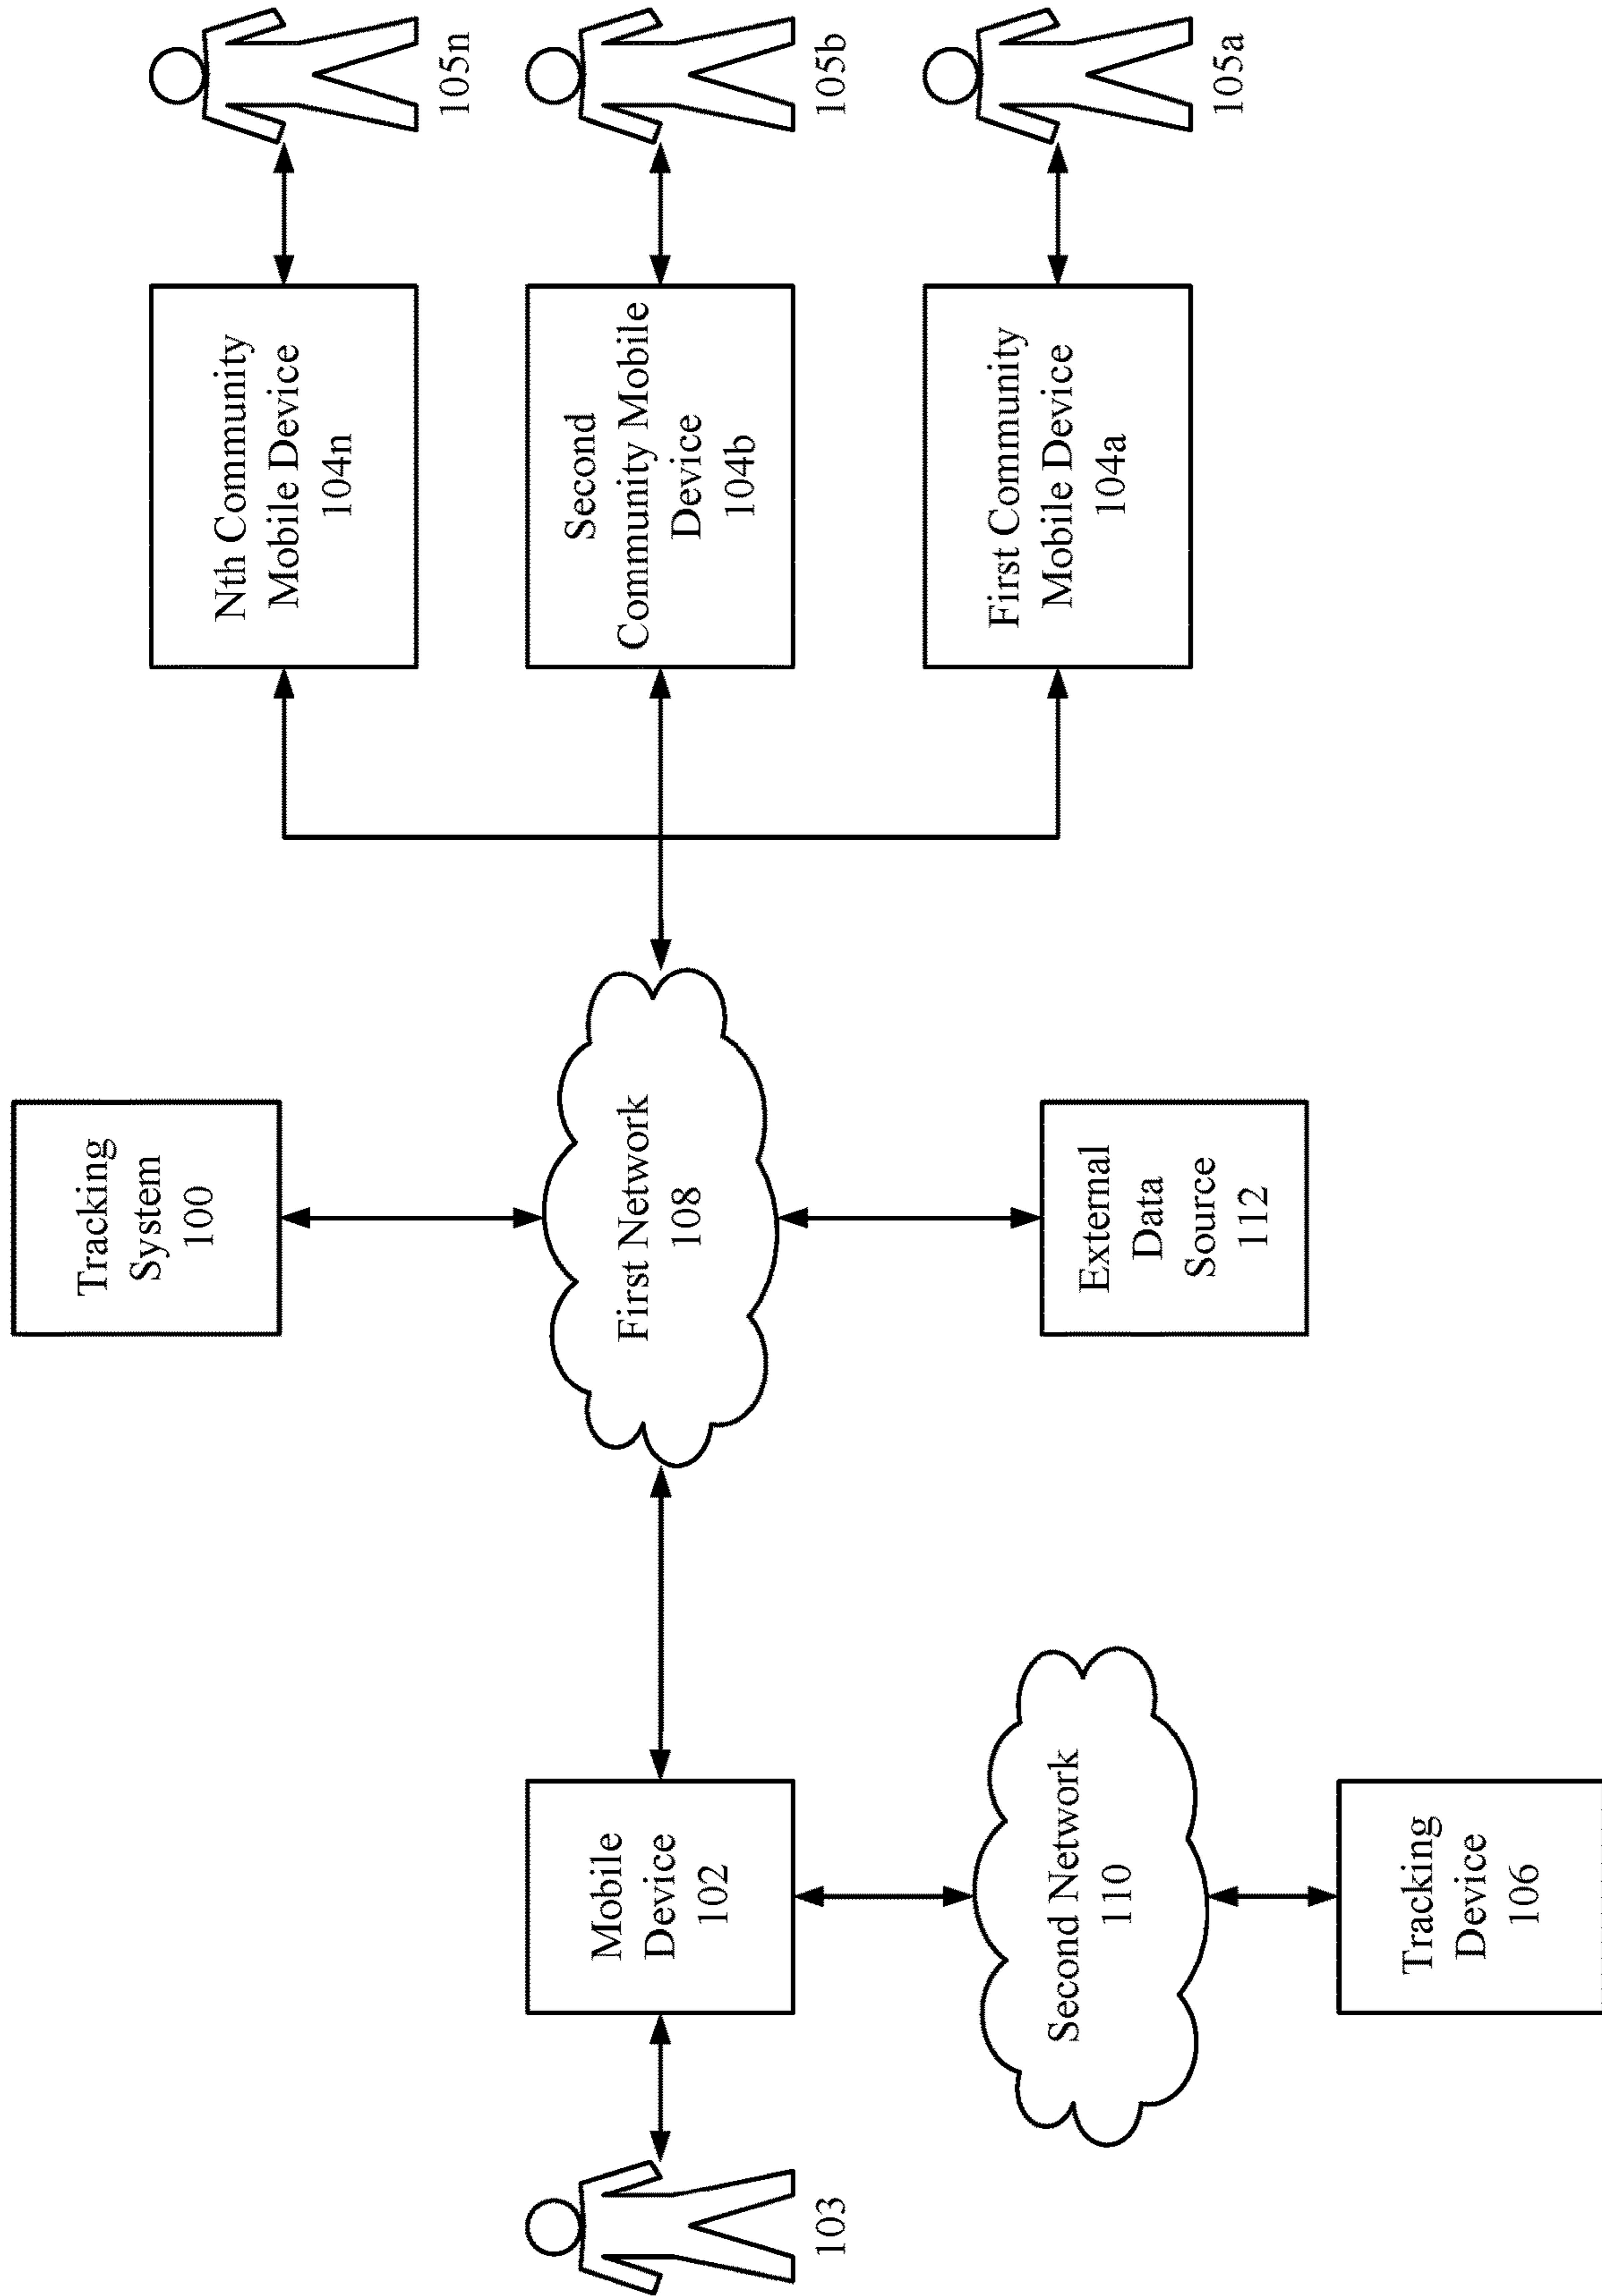 Tracking
System
100
Nth Community
Mobile Device
104n
105n
103
Mobile
Device
102
First Network
108
Second
Community Mobile
Device
104b
105b
Second Network
110
External
Data
Source
112
First Community
Mobile Device
104a
105a
Tracking
Device
106